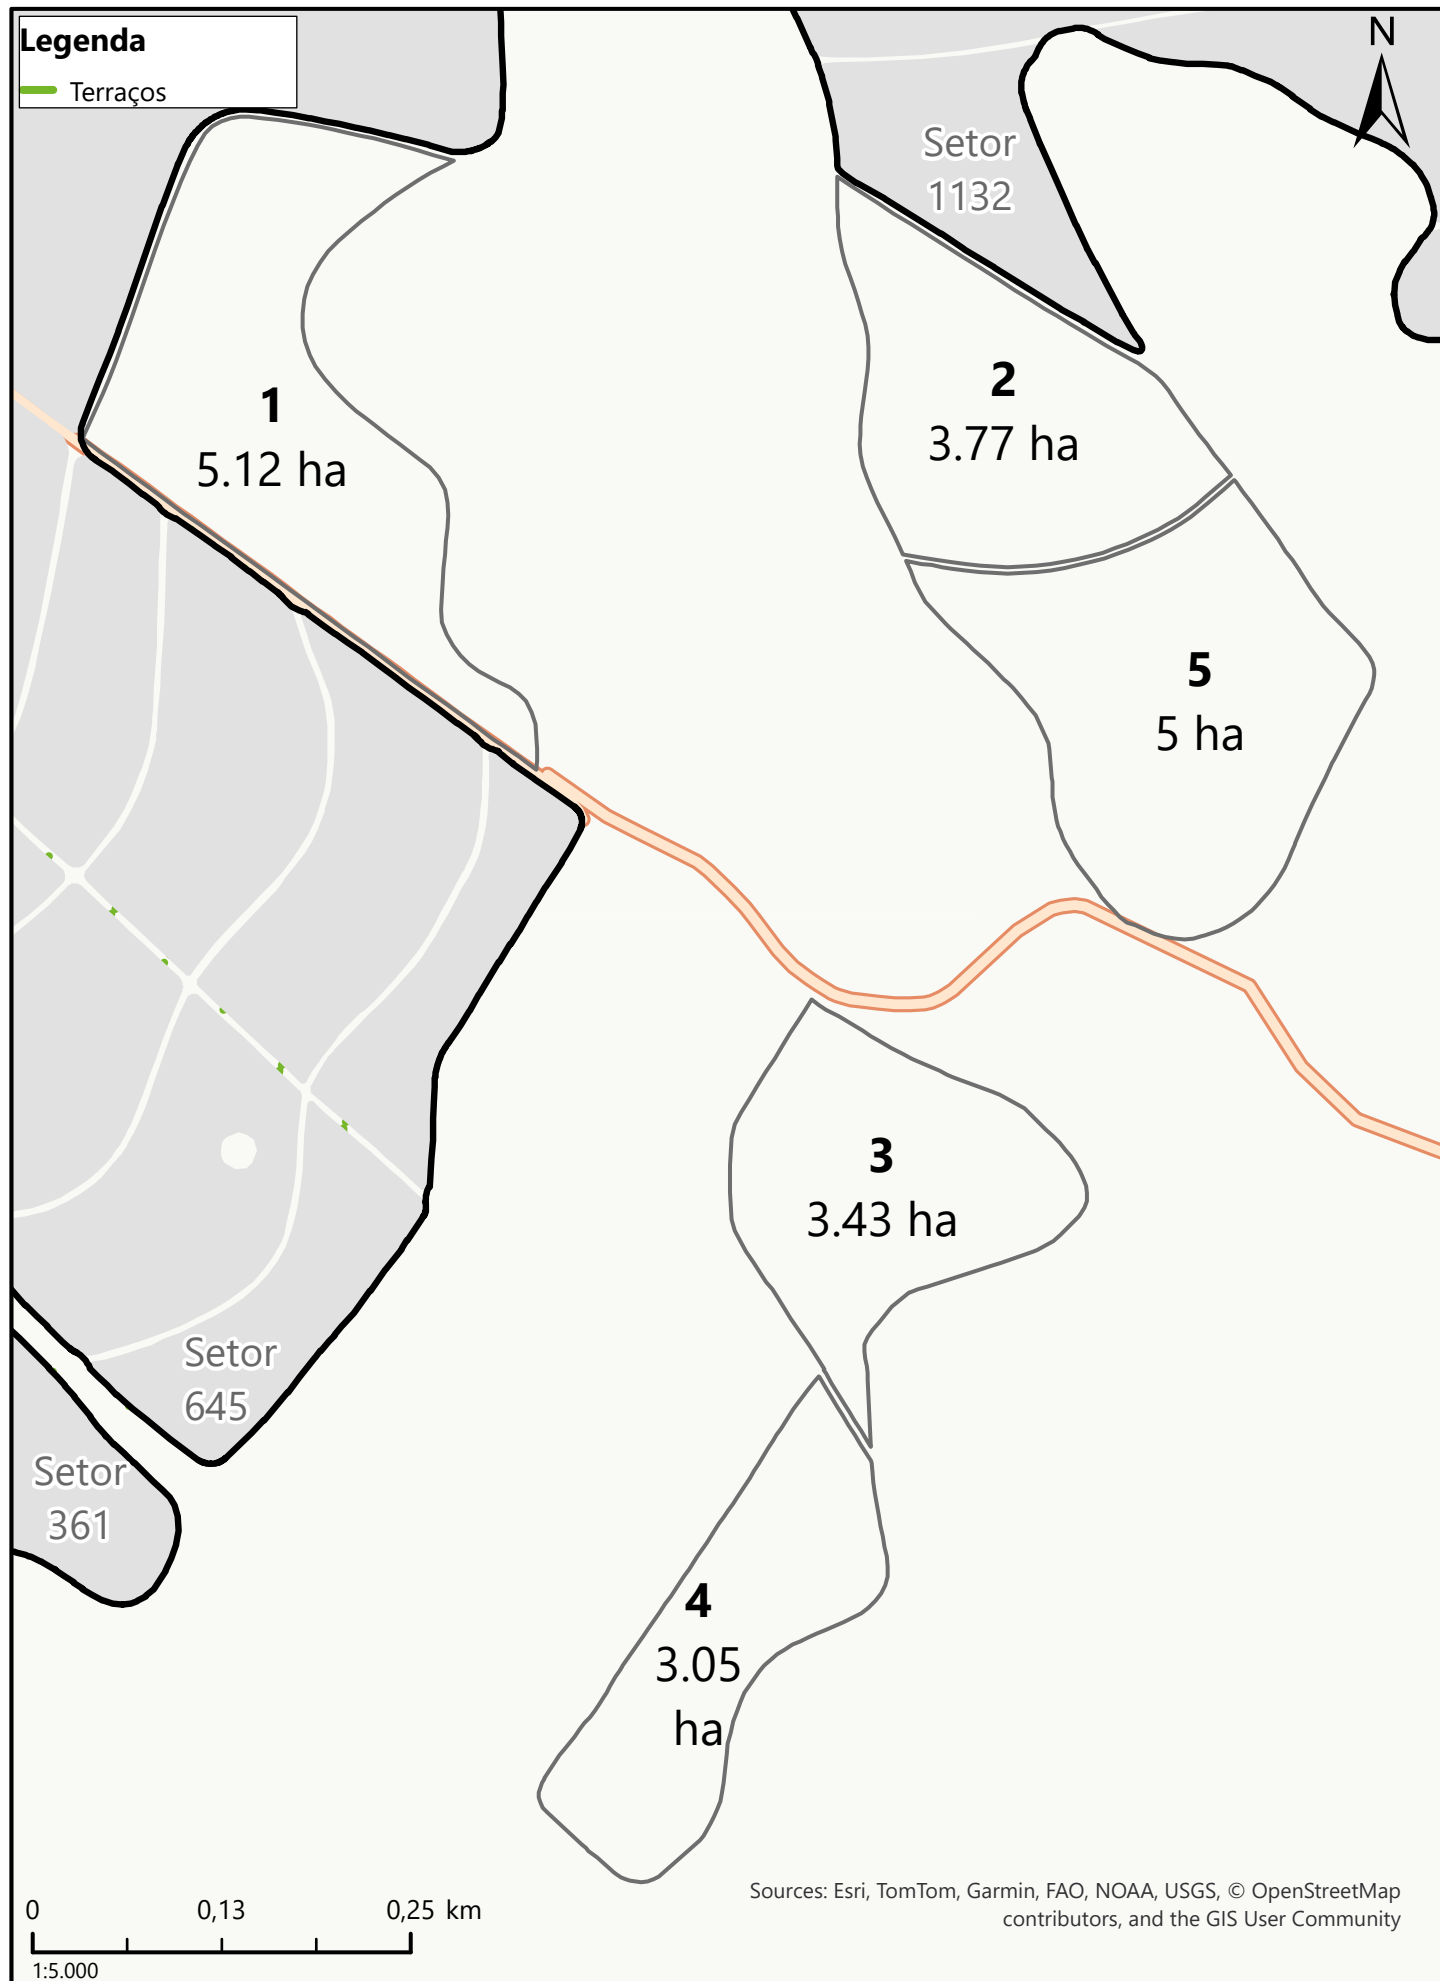 Legenda
Terraços
N
Setor
1132
1
5.12 ha
2
3.77 ha
5
5 ha
3
3.43 ha
Setor
645
Setor
361
4
3.05
ha
Sources: Esri, TomTom, Garmin, FAO, NOAA, USGS, © OpenStreetMap
contributors, and the GIS User Community
0 0,13 0,25 km
1:5.000